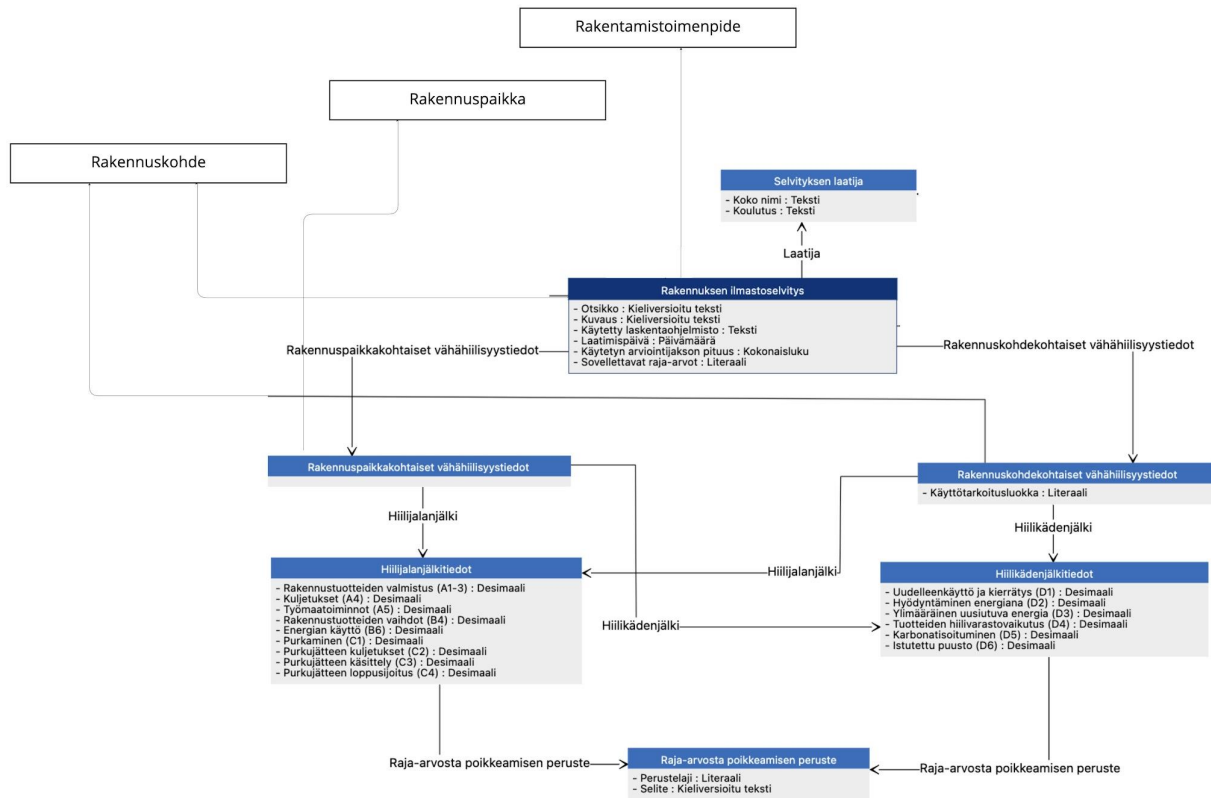 Rakentamistoimenpide
Rakennuspaikka
Rakennuskohde
Selvityksen laatija
- Koko nimi : Teksti
- Koulutus : Teksti
Laatija
Rakennuksen ilmastoselvitys
- Otsikko : Kieliversioitu teksti
- Kuvaus : Kieliversioitu teksti
- Käytetty laskentaohjelmisto : Teksti
- Laatimispäivä : Päivämäärä
- Käytetyn arviointijakson pituus : Kokonaisluku
- Sovellettavat raja-arvot : Literaali
Rakennuspaikkakohtaiset vähähiilisyystiedot
Rakennuskohdekohtaiset vähähiilisyystiedot
Rakennuspaikkakohtaiset vähähiilisyystiedot
Rakennuskohdekohtaiset vähähiilisyystiedot
- Käyttötarkoitusluokka : Literaali
Hiilijalanjälki
Hiilikädenjälki
Hiilijalanjälkitiedot
- Rakennustuotteiden valmistus (A1-3) : Desimaali
- Kuljetukset (A4) : Desimaali
- Työmaatoiminnot (A5) : Desimaali
- Rakennustuotteiden vaihdot (B4) : Desimaali
- Energian käyttö (B6) : Desimaali
- Purkaminen (C1) : Desimaali
- Purkujätteen kuljetukset (C2) : Desimaali
- Purkujätteen käsittely (C3) : Desimaali
- Purkujätteen loppusijoitus (C4) : Desimaali
Hiilijalanjälki
Hiilikädenjälki
Hiilikädenjälkitiedot
- Uudelleenkäyttö ja kierrätys (D1) : Desimaali
- Hyödyntäminen energiana (D2) : Desimaali
- Ylimääräinen uusiutuva energia (D3) : Desimaali
- Tuotteiden hiilivarastovaikutus (D4) : Desimaali
- Karbonatisoituminen (D5) : Desimaali
- Istutettu puusto (D6) : Desimaali
Raja-arvosta poikkeamisen peruste
Raja-arvosta poikkeamisen peruste
- Perustelaji : Literaali
- Selite : Kieliversioitu teksti
Raja-arvosta poikkeamisen peruste